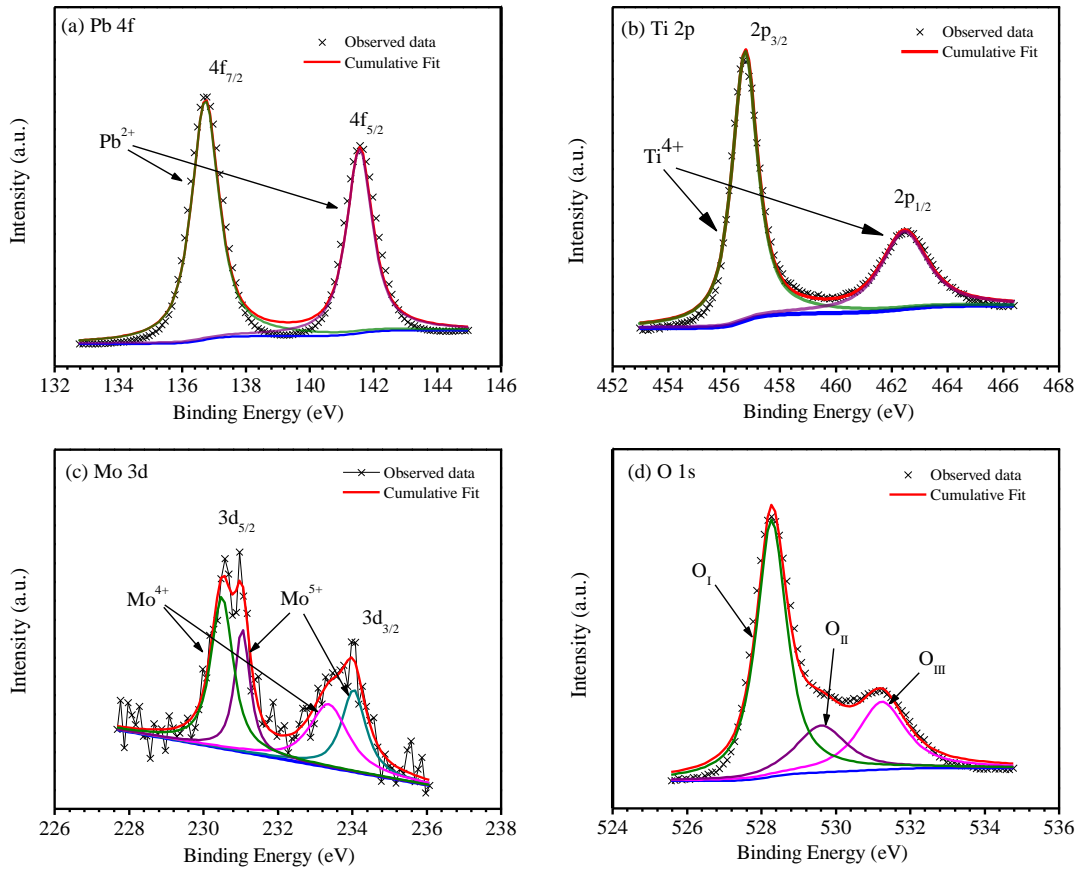 (a) Pb 4f
Observed data
Cumulative Fit
4f7/2
4f5/2
Pb2+
Intensity (a.u.)
132 134 136 138 140 142 144 146
Binding Energy (eV)
(b) Ti 2p
2p3/2
Observed data
Cumulative Fit
Ti4+
2p1/2
Intensity (a.u.)
452 454 456 458 460 462 464 466 468
Binding Energy (eV)
(c) Mo 3d
Observed data
Cumulative Fit
3d5/2
Mo4+
Mo5+
3d3/2
Intensity (a.u.)
226 228 230 232 234 236 238
Binding Energy (eV)
(d) O 1s
Observed data
Cumulative Fit
OI
OII
OIII
Intensity (a.u.)
524 526 528 530 532 534 536
Binding Energy (eV)